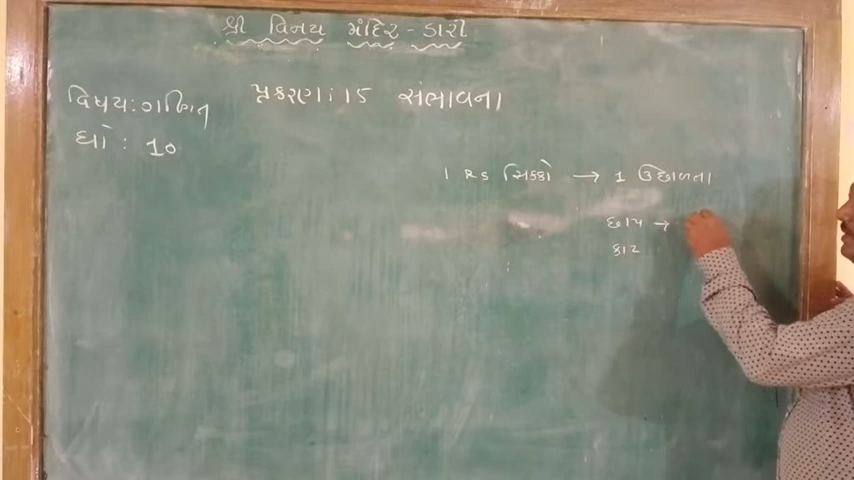 શ્રી વિનય મંદિર - ડારી
વિષય: ગણિત
પ્રકરણ: 15 સંભાવના
ધો: 10
1 RS સિક્કો → 1 ઉછાળતા
છાપ →
કાટ